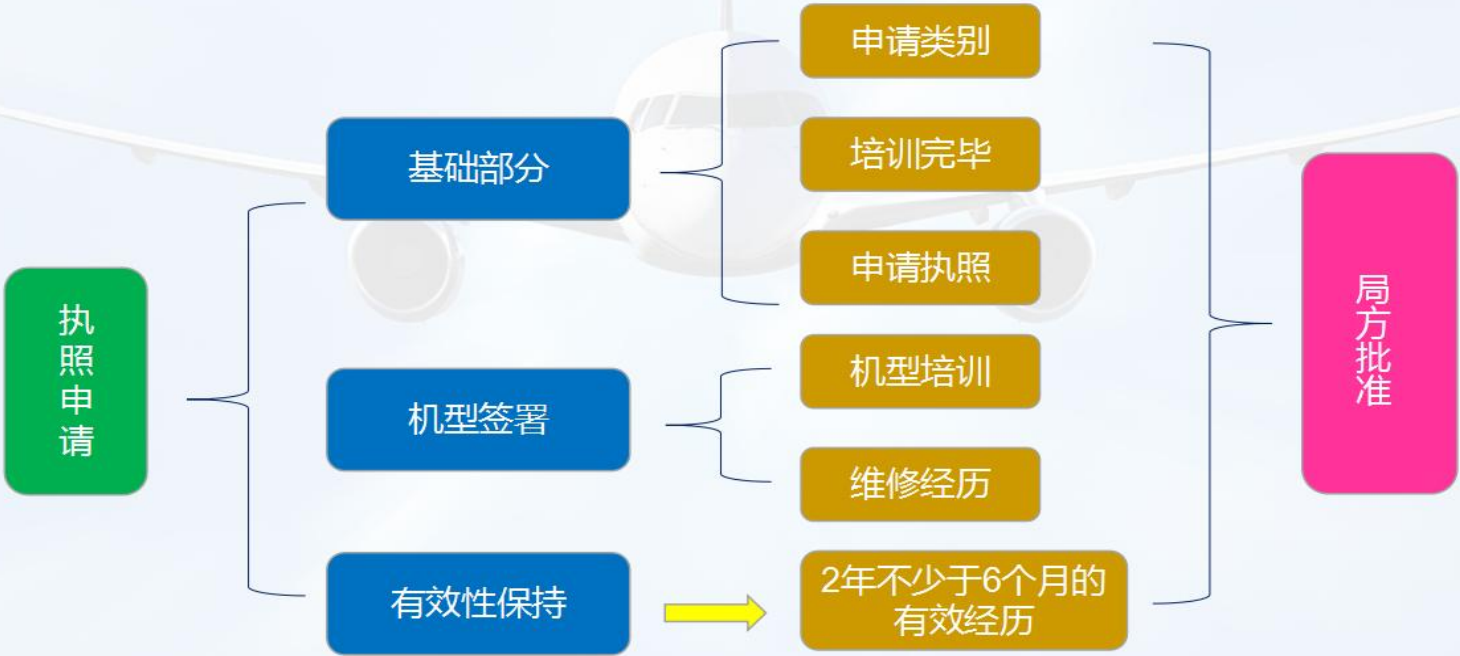 执照申请
基础部分
申请类别
培训完毕
申请执照
机型签署
机型培训
维修经历
有效性保持
2年不少于6个月的
有效经历
局方批准